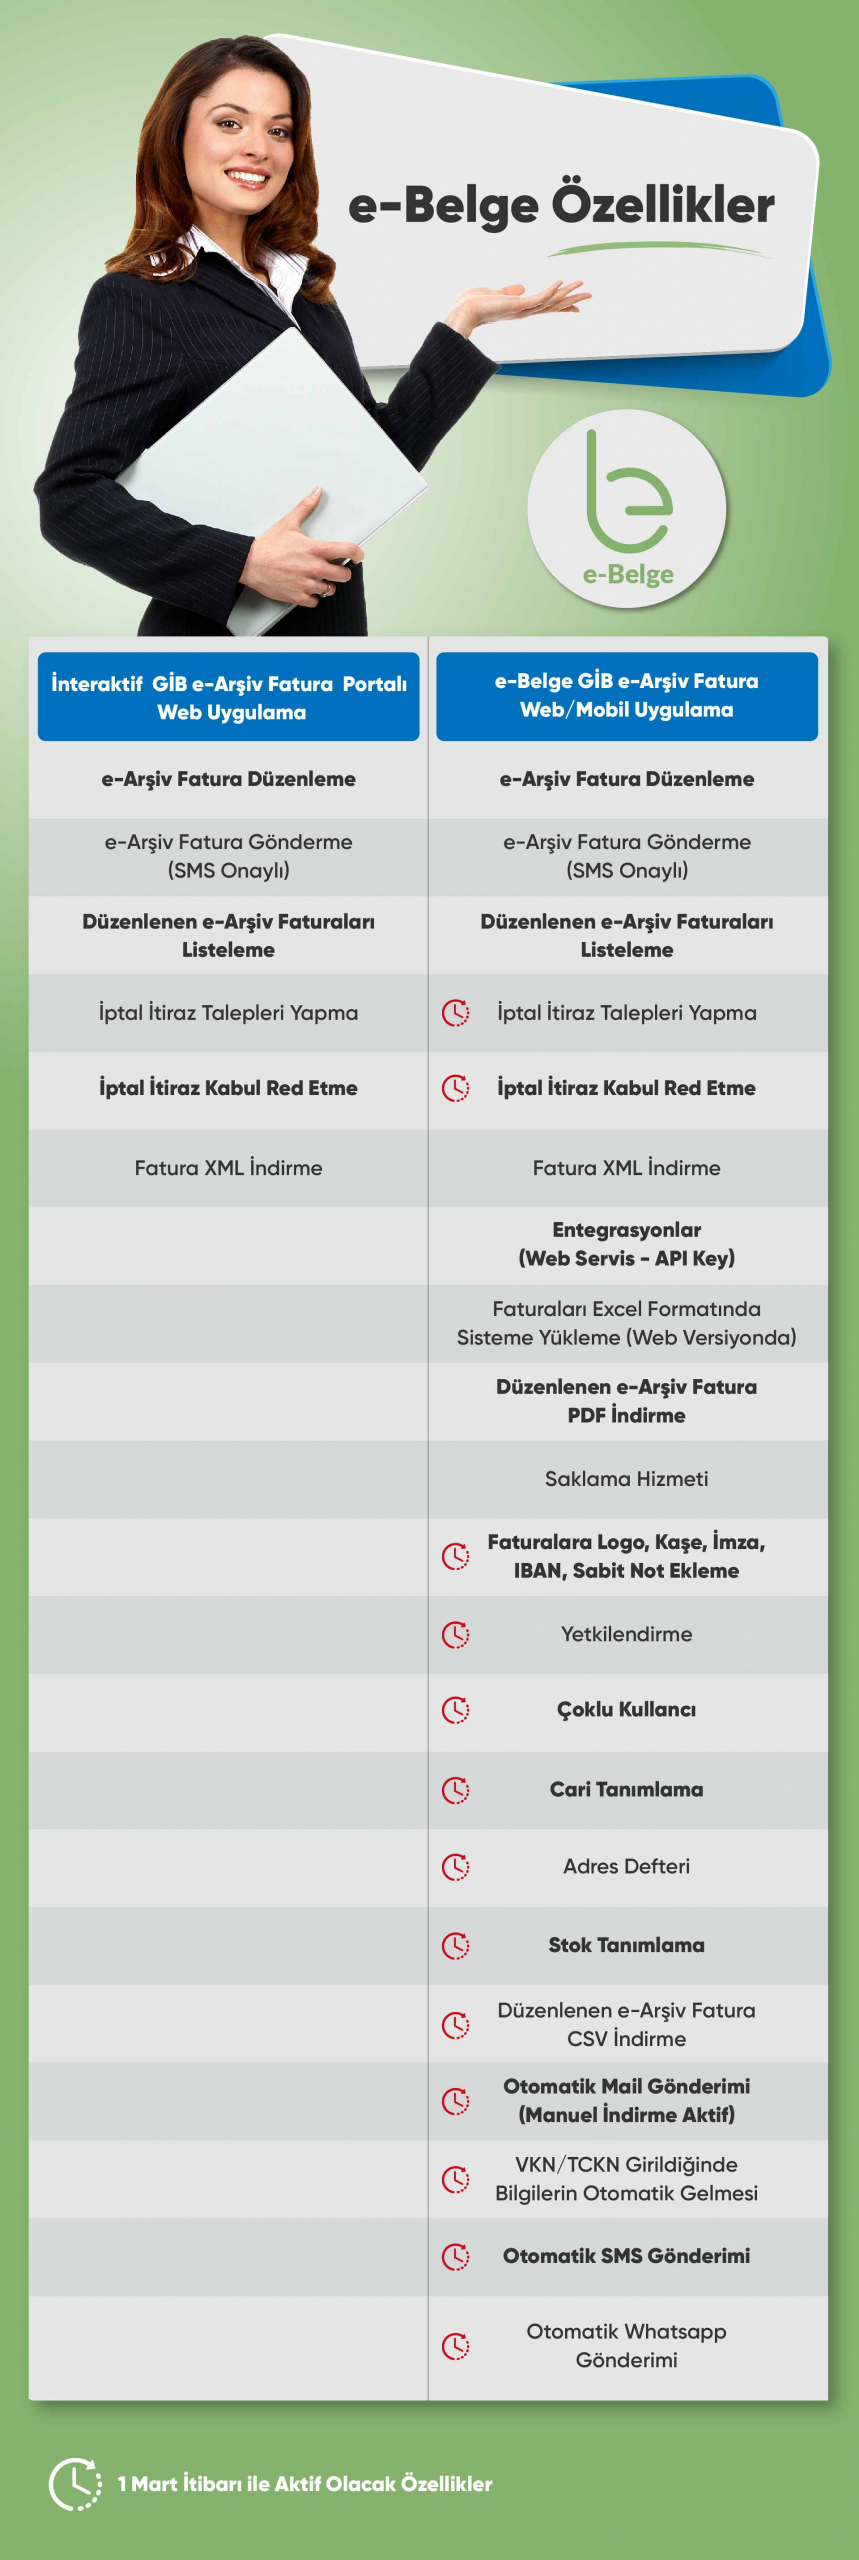 e-Belge Özellikler
e-Belge
İnteraktif GİB e-Arşiv Fatura Portalı
Web Uygulama
e-Belge GİB e-Arşiv Fatura
Web/Mobil Uygulama
e-Arşiv Fatura Düzenleme
e-Arşiv Fatura Düzenleme
e-Arşiv Fatura Gönderme
(SMS Onaylı)
e-Arşiv Fatura Gönderme
(SMS Onaylı)
Düzenlenen e-Arşiv Faturaları
Listeleme
Düzenlenen e-Arşiv Faturaları
Listeleme
İptal İtiraz Talepleri Yapma
İptal İtiraz Talepleri Yapma
İptal İtiraz Kabul Red Etme
İptal İtiraz Kabul Red Etme
Fatura XML İndirme
Fatura XML İndirme
Entegrasyonlar
(Web Servis - API Key)
Faturaları Excel Formatında
Sisteme Yükleme (Web Versiyonda)
Düzenlenen e-Arşiv Fatura
PDF İndirme
Saklama Hizmeti
Faturalara Logo, Kaşe, İmza,
IBAN, Sabit Not Ekleme
Yetkilendirme
Çoklu Kullancı
Cari Tanımlama
Adres Defteri
Stok Tanımlama
Düzenlenen e-Arşiv Fatura
CSV İndirme
Otomatik Mail Gönderimi
(Manuel İndirme Aktif)
VKN/TCKN Girildiğinde
Bilgilerin Otomatik Gelmesi
Otomatik SMS Gönderimi
Otomatik Whatsapp
Gönderimi
1 Mart İtibarı ile Aktif Olacak Özellikler